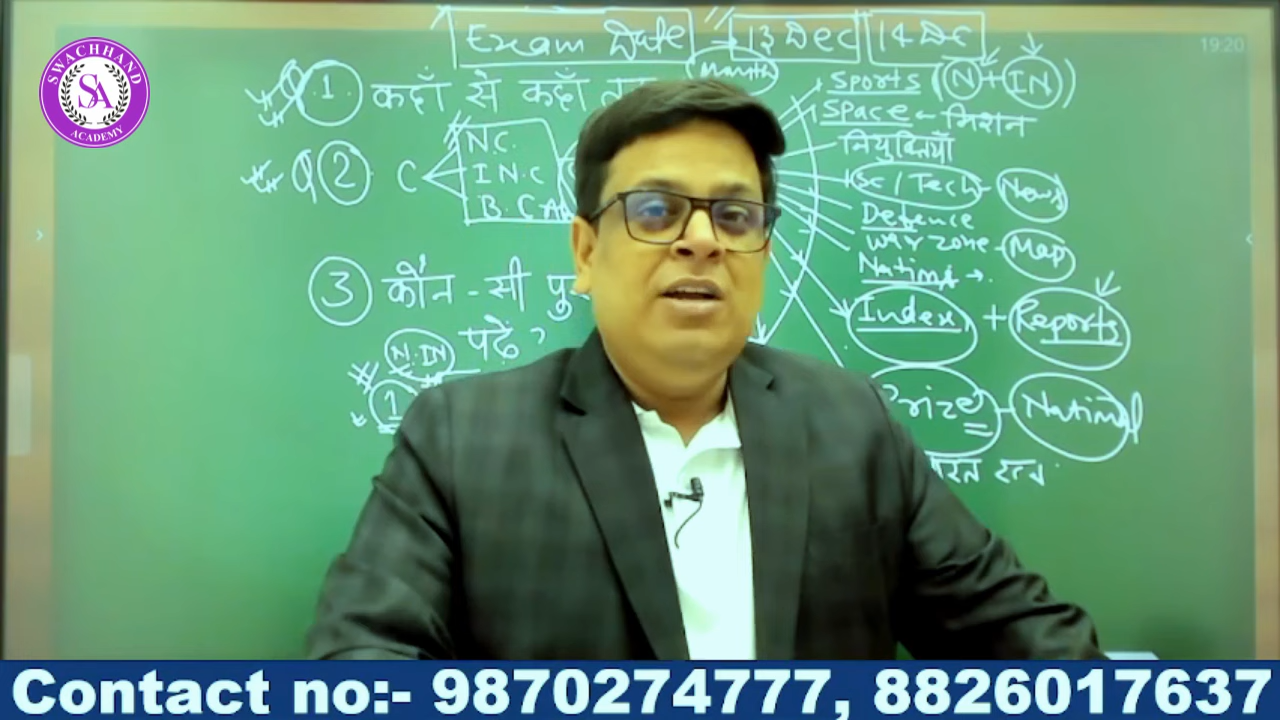 SWACHHAND
SA
ACADEMY
Exam Date 13 Dec 14 Dec
19:20
Q 1 कहाँ से कहाँ
Month
Sports (N + IN)
Space - मिशन
नियुक्तियाँ
Sc/Tech - News
Defence
war zone - Map
Q 2 C
N.C.
I.N.C
B.C.A
3 कौन - सी
पढ़ें ?
N. IN
1
Index + Reports
National
रत्न
Contact no:- 9870274777, 8826017637